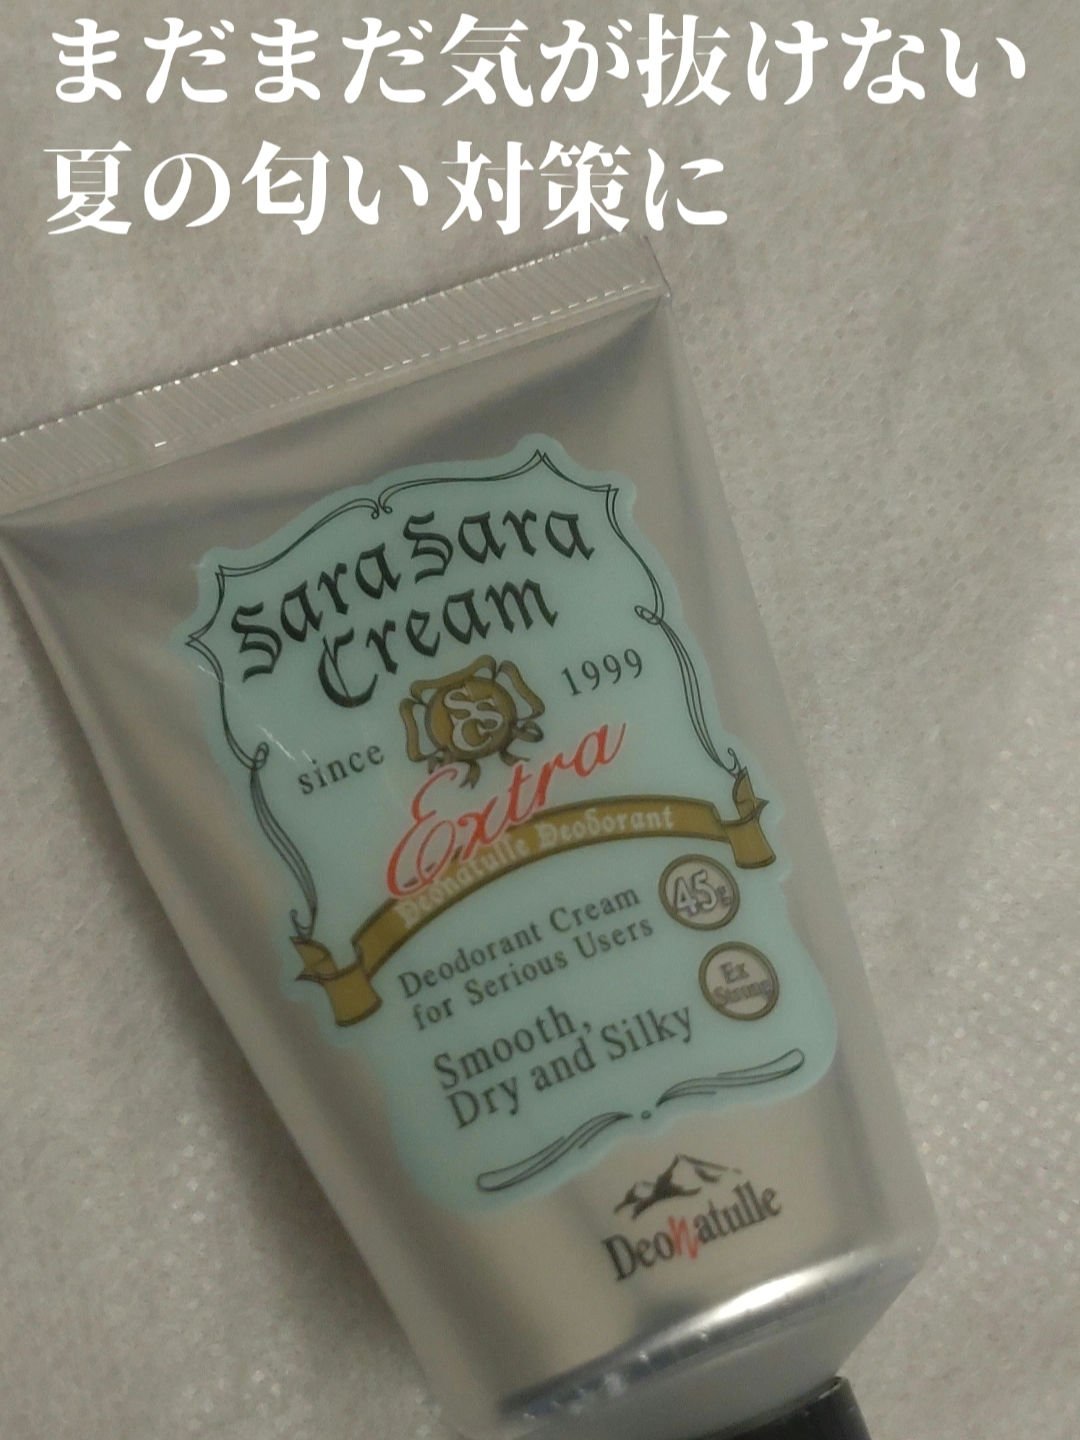 まだまだ気が抜けない
夏の匂い対策に
Sara Sara
Cream
since 1999
SSC
Extra
Deonatulle Deodorant
Deodorant Cream
for Serious Users
45g
Ex
Strong
Smooth,
Dry and Silky
Deonatulle